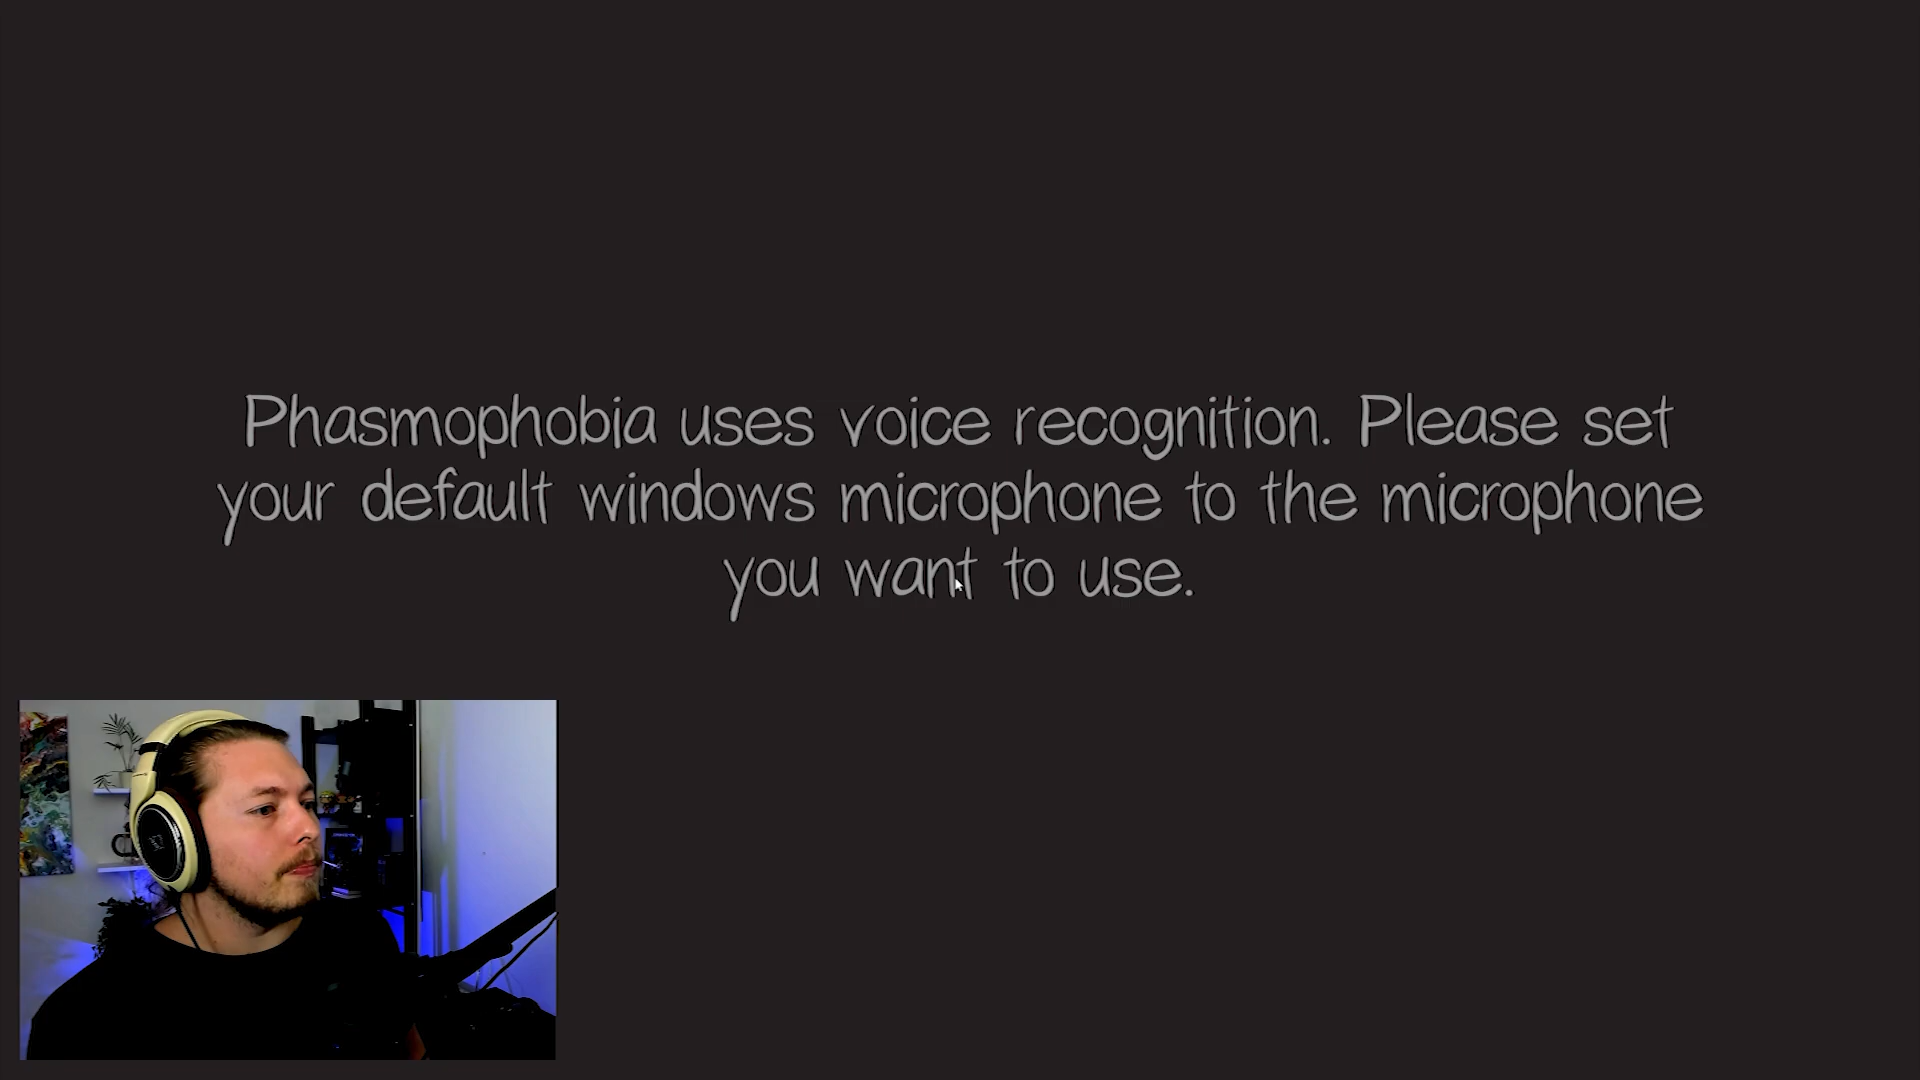 Phasmophobia uses voice recognition. Please set
your default windows microphone to the microphone
you want to use.